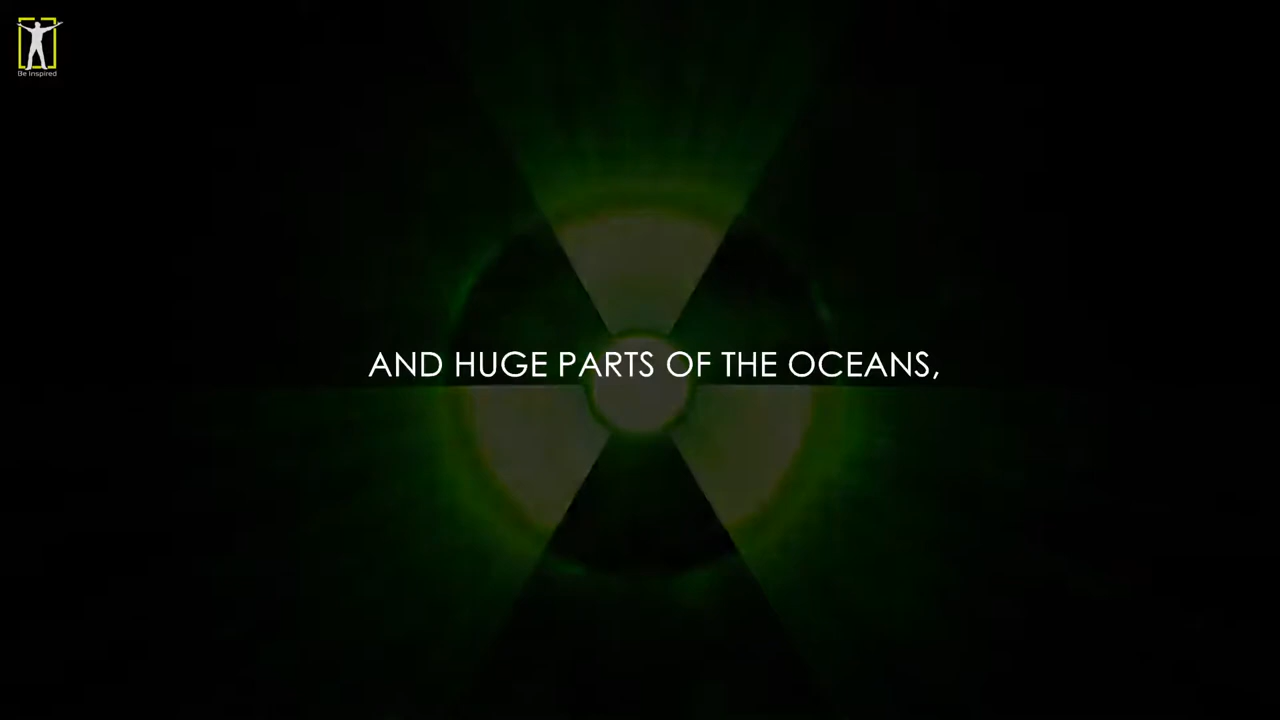 Be Inspired
AND HUGE PARTS OF THE OCEANS,